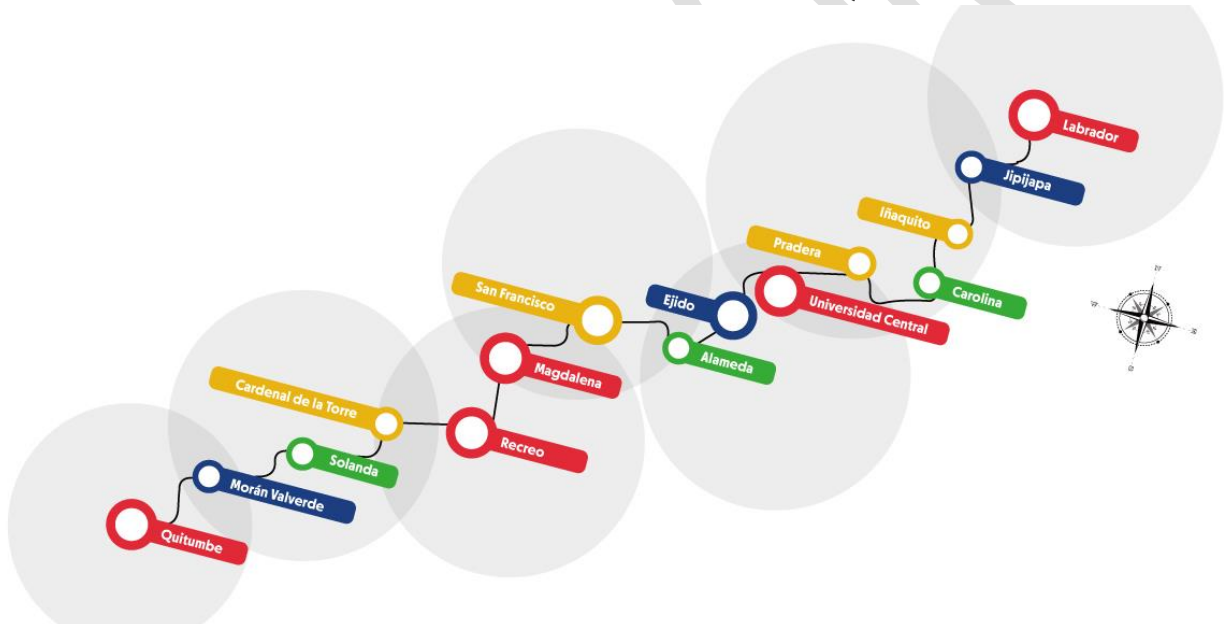 Labrador
Jipijapa
Iñaquito
Carolina
Pradera
Universidad Central
Ejido
Alameda
San Francisco
Magdalena
Recreo
Cardenal de la Torre
Solanda
Morán Valverde
Quitumbe